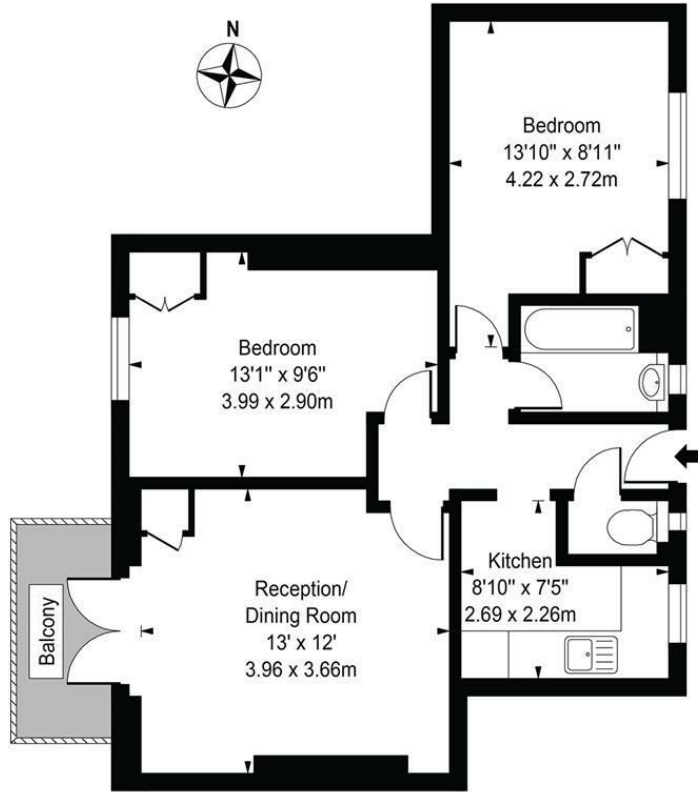 N
Bedroom
13'10" x 8'11"
4.22 x 2.72m
Bedroom
13'1" x 9'6"
3.99 x 2.90m
Kitchen
8'10" x 7'5"
2.69 x 2.26m
Reception/
Dining Room
13' x 12'
3.96 x 3.66m
Balcony